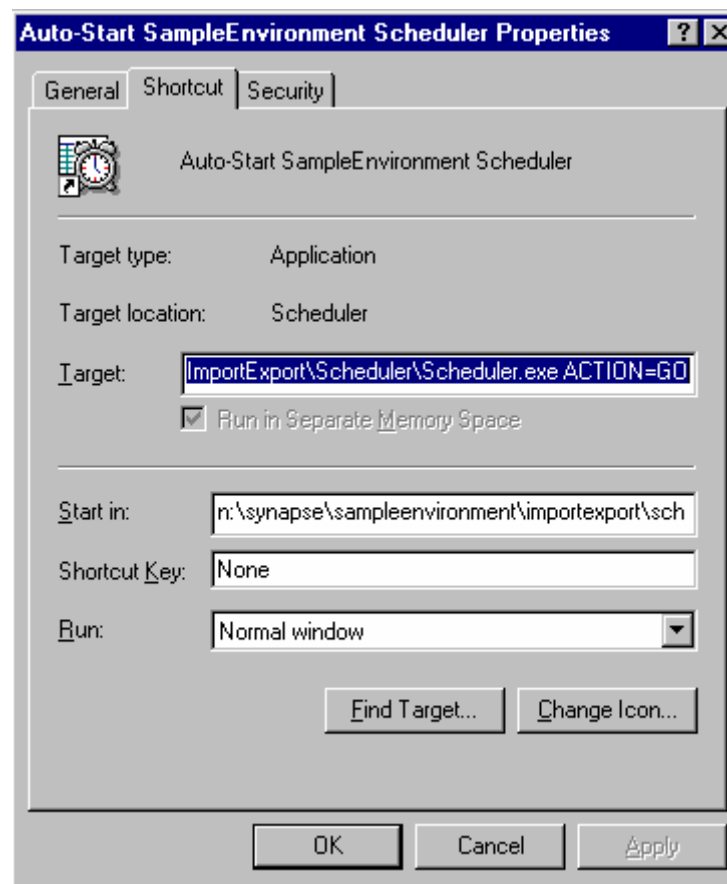 Auto-Start SampleEnvironment Scheduler Properties
General Shortcut Security
Auto-Start SampleEnvironment Scheduler
Target type: Application
Target location: Scheduler
Target: ImportExport\Scheduler\Scheduler.exe ACTION=GO
Run in Separate Memory Space
Start in: n:\synapse\sampleenvironment\importexport\sch
Shortcut Key: None
Run: Normal window
Find Target... Change Icon...
OK Cancel Apply